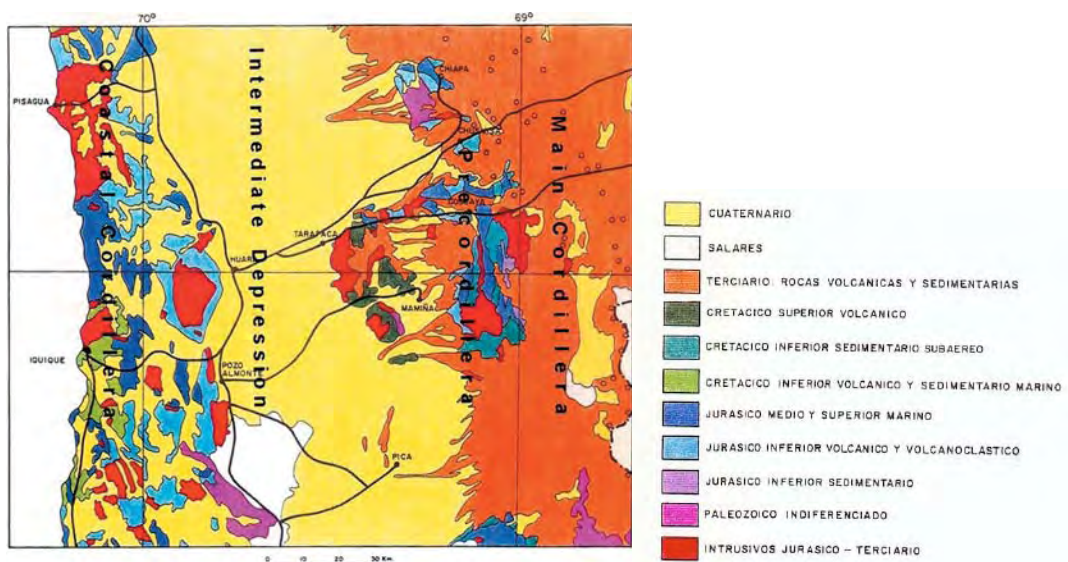 70°
69°
Coastal Cordillera
Intermediate Depression
Precordillera
Main Cordillera
CHIAPA
PISAGUA
TARAPACA
HUARA
MAMIÑA
IQUIQUE
POZO
ALMONTE
PICA
0 10 20 30 Km.
CUATERNARIO
SALARES
TERCIARIO: ROCAS VOLCANICAS Y SEDIMENTARIAS
CRETACICO SUPERIOR VOLCANICO
CRETACICO INFERIOR SEDIMENTARIO SUBAEREO
CRETACICO INFERIOR VOLCANICO Y SEDIMENTARIO MARINO
JURASICO MEDIO Y SUPERIOR MARINO
JURASICO INFERIOR VOLCANICO Y VOLCANOCLASTICO
JURASICO INFERIOR SEDIMENTARIO
PALEOZOICO INDIFERENCIADO
INTRUSIVOS JURASICO – TERCIARIO